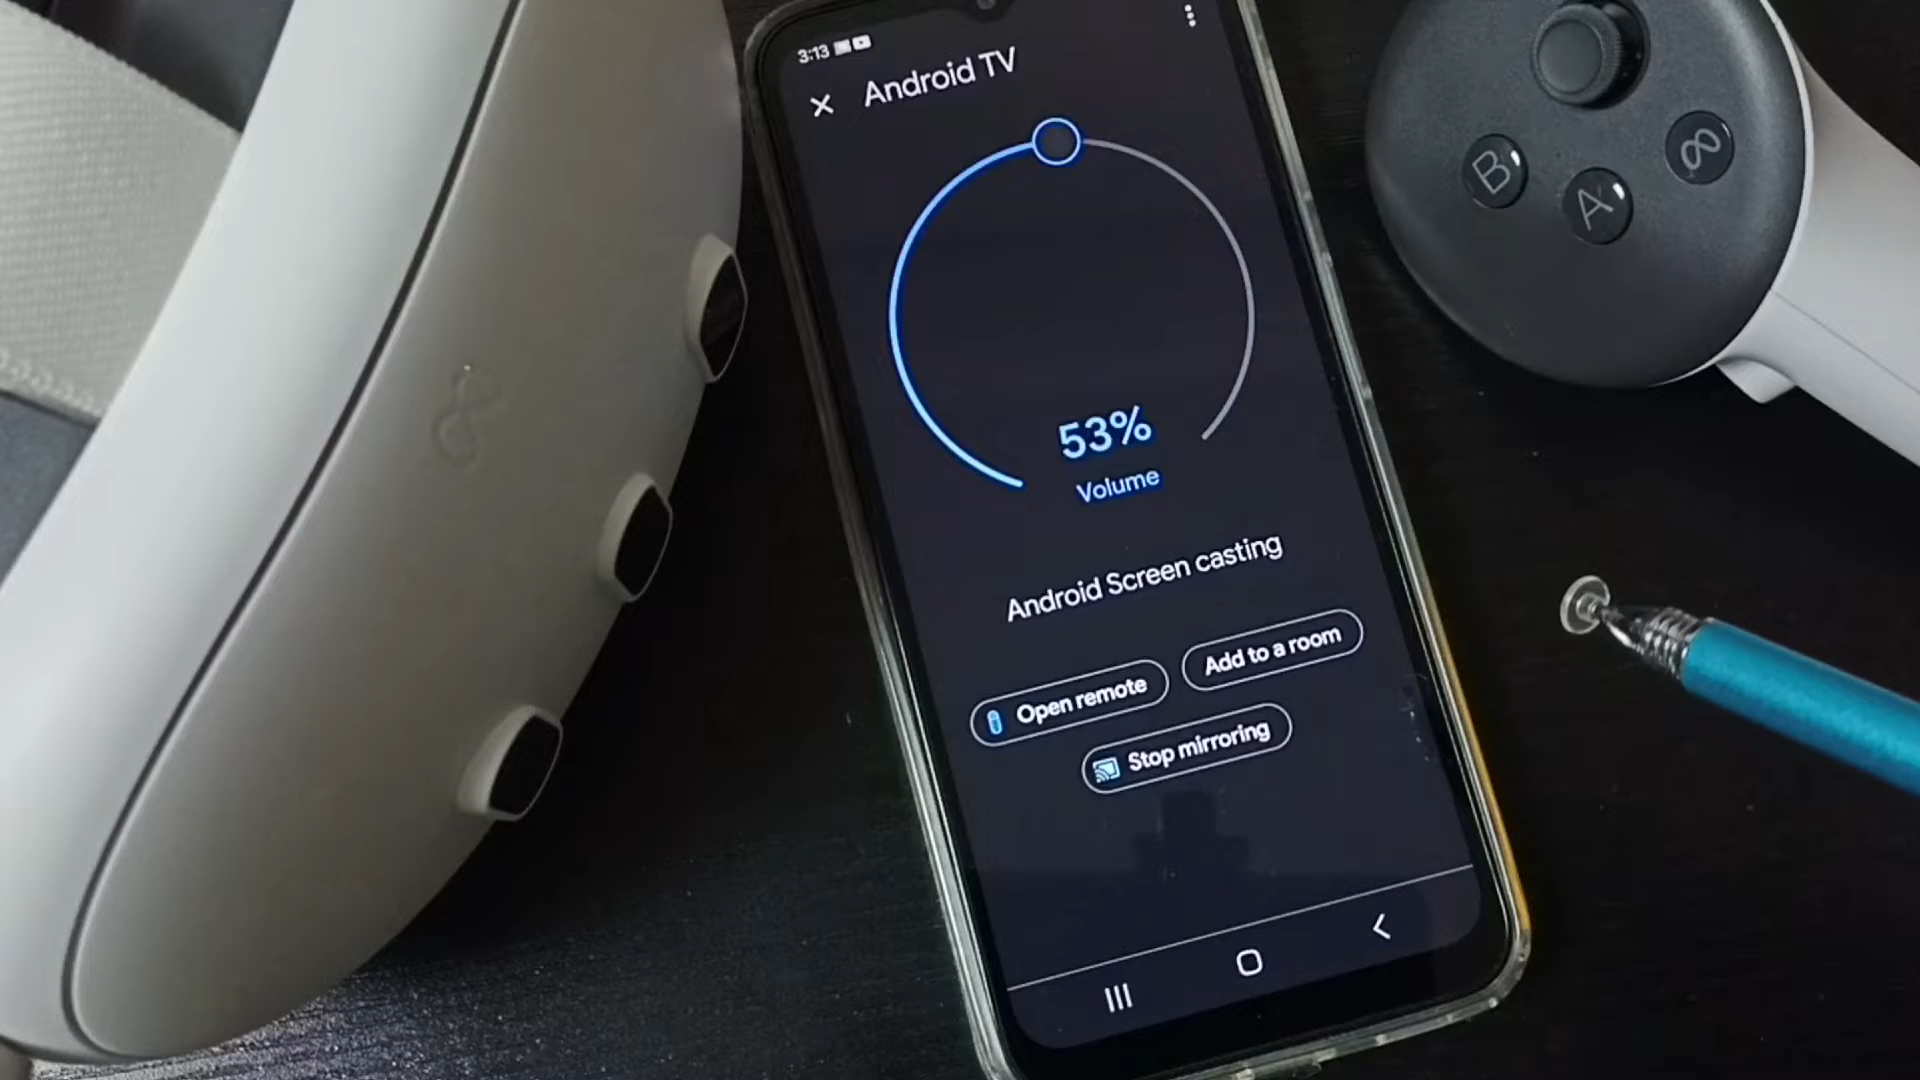 3:13
Android TV
53%
Volume
Android Screen casting
Open remote
Add to a room
Stop mirroring
B
A